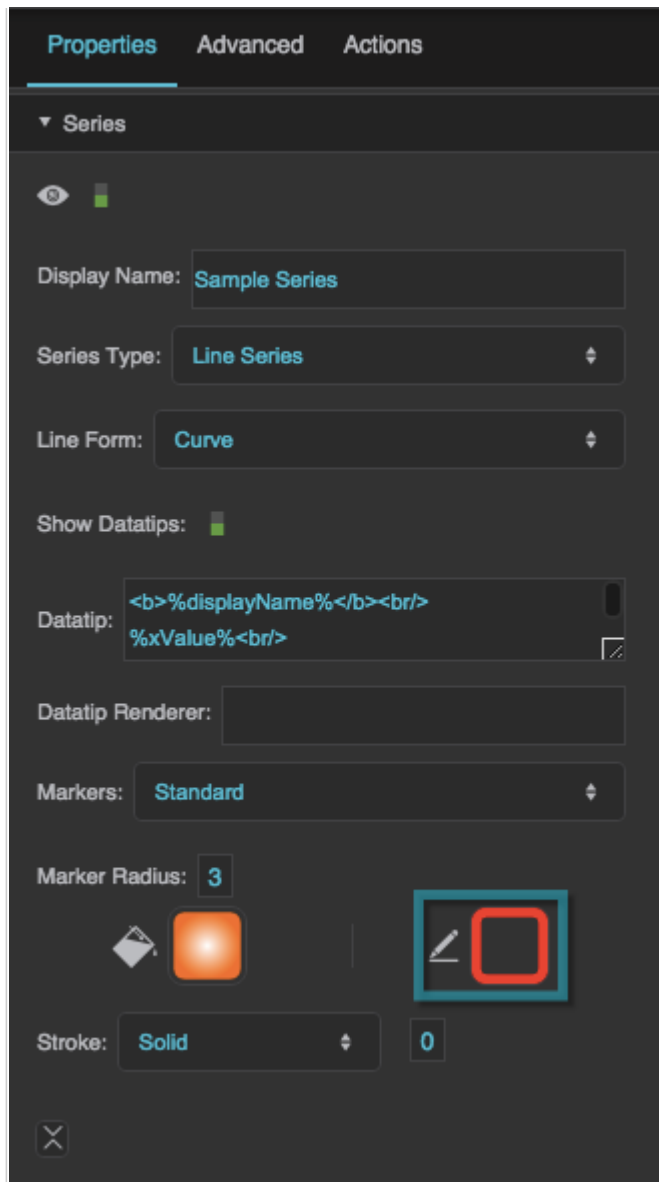 Properties Advanced Actions
Series
Display Name: Sample Series
Series Type: Line Series
Line Form: Curve
Show Datatips:
Datatip: <b>%displayName%</b><br/>
%xValue%<br/>
Datatip Renderer:
Markers: Standard
Marker Radius: 3
Stroke: Solid 0